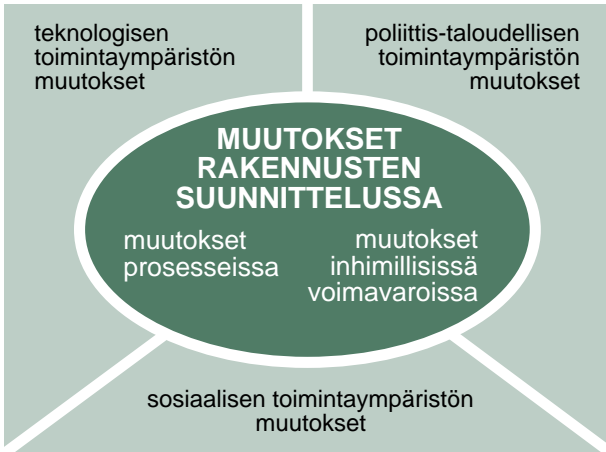 teknologisen
toimintaympäristön
muutokset
poliittis-taloudellisen
toimintaympäristön
muutokset
MUUTOKSET
RAKENNUSTEN
SUUNNITTELUSSA
muutokset
prosesseissa
muutokset
inhimillisissä
voimavaroissa
sosiaalisen toimintaympäristön
muutokset